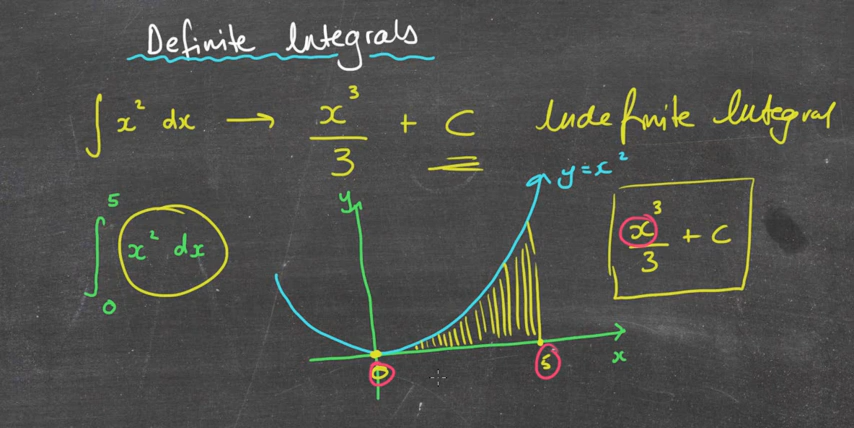 Definite Integrals
∫ x² dx → x³/3 + C Indefinite Integral
y = x²
∫₀⁵ x² dx
y
x³/3 + C
0 5 x